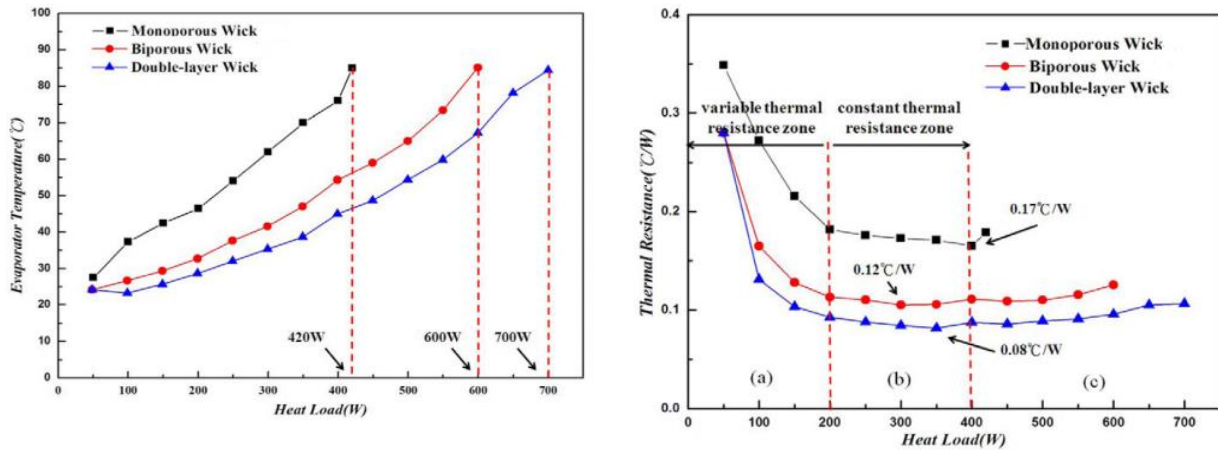 Monoporous Wick
Biporous Wick
Double-layer Wick
100
90
80
70
60
50
40
30
20
10
0
Evaporator Temperature(℃)
420W
600W
700W
0 100 200 300 400 500 600 700
Heat Load(W)
Monoporous Wick
Biporous Wick
Double-layer Wick
0.4
0.3
0.2
0.1
0.0
Thermal Resistance(℃/W)
variable thermal
resistance zone
constant thermal
resistance zone
0.17℃/W
0.12℃/W
0.08℃/W
(a) (b) (c)
0 100 200 300 400 500 600 700
Heat Load(W)